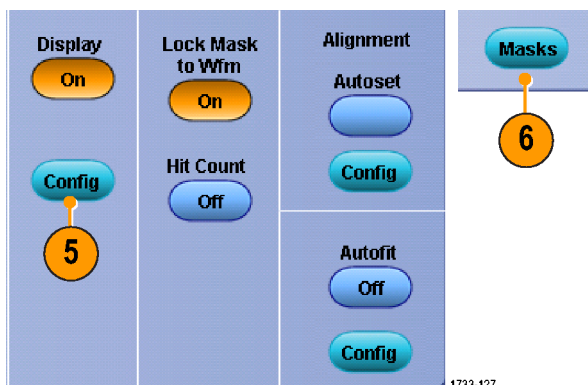 Display
On
Config
5
Lock Mask
to Wfm
On
Hit Count
Off
Alignment
Autoset
Config
Autofit
Off
Config
Masks
6
1733-127